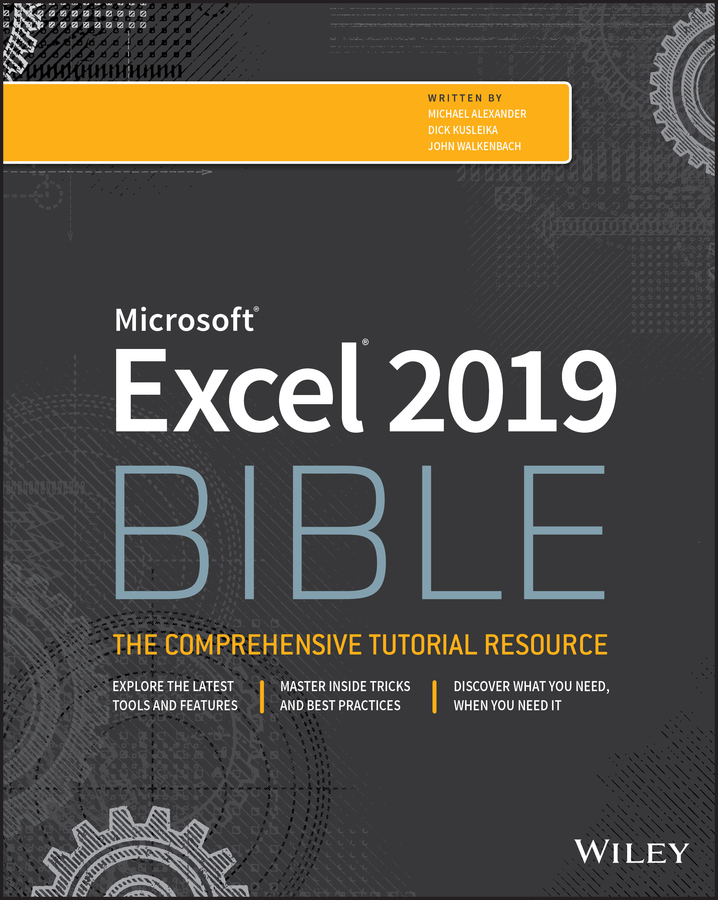 WRITTEN BY
MICHAEL ALEXANDER
DICK KUSLEIKA
JOHN WALKENBACH
Microsoft®
Excel® 2019
BIBLE
THE COMPREHENSIVE TUTORIAL RESOURCE
EXPLORE THE LATEST
TOOLS AND FEATURES
MASTER INSIDE TRICKS
AND BEST PRACTICES
DISCOVER WHAT YOU NEED,
WHEN YOU NEED IT
WILEY